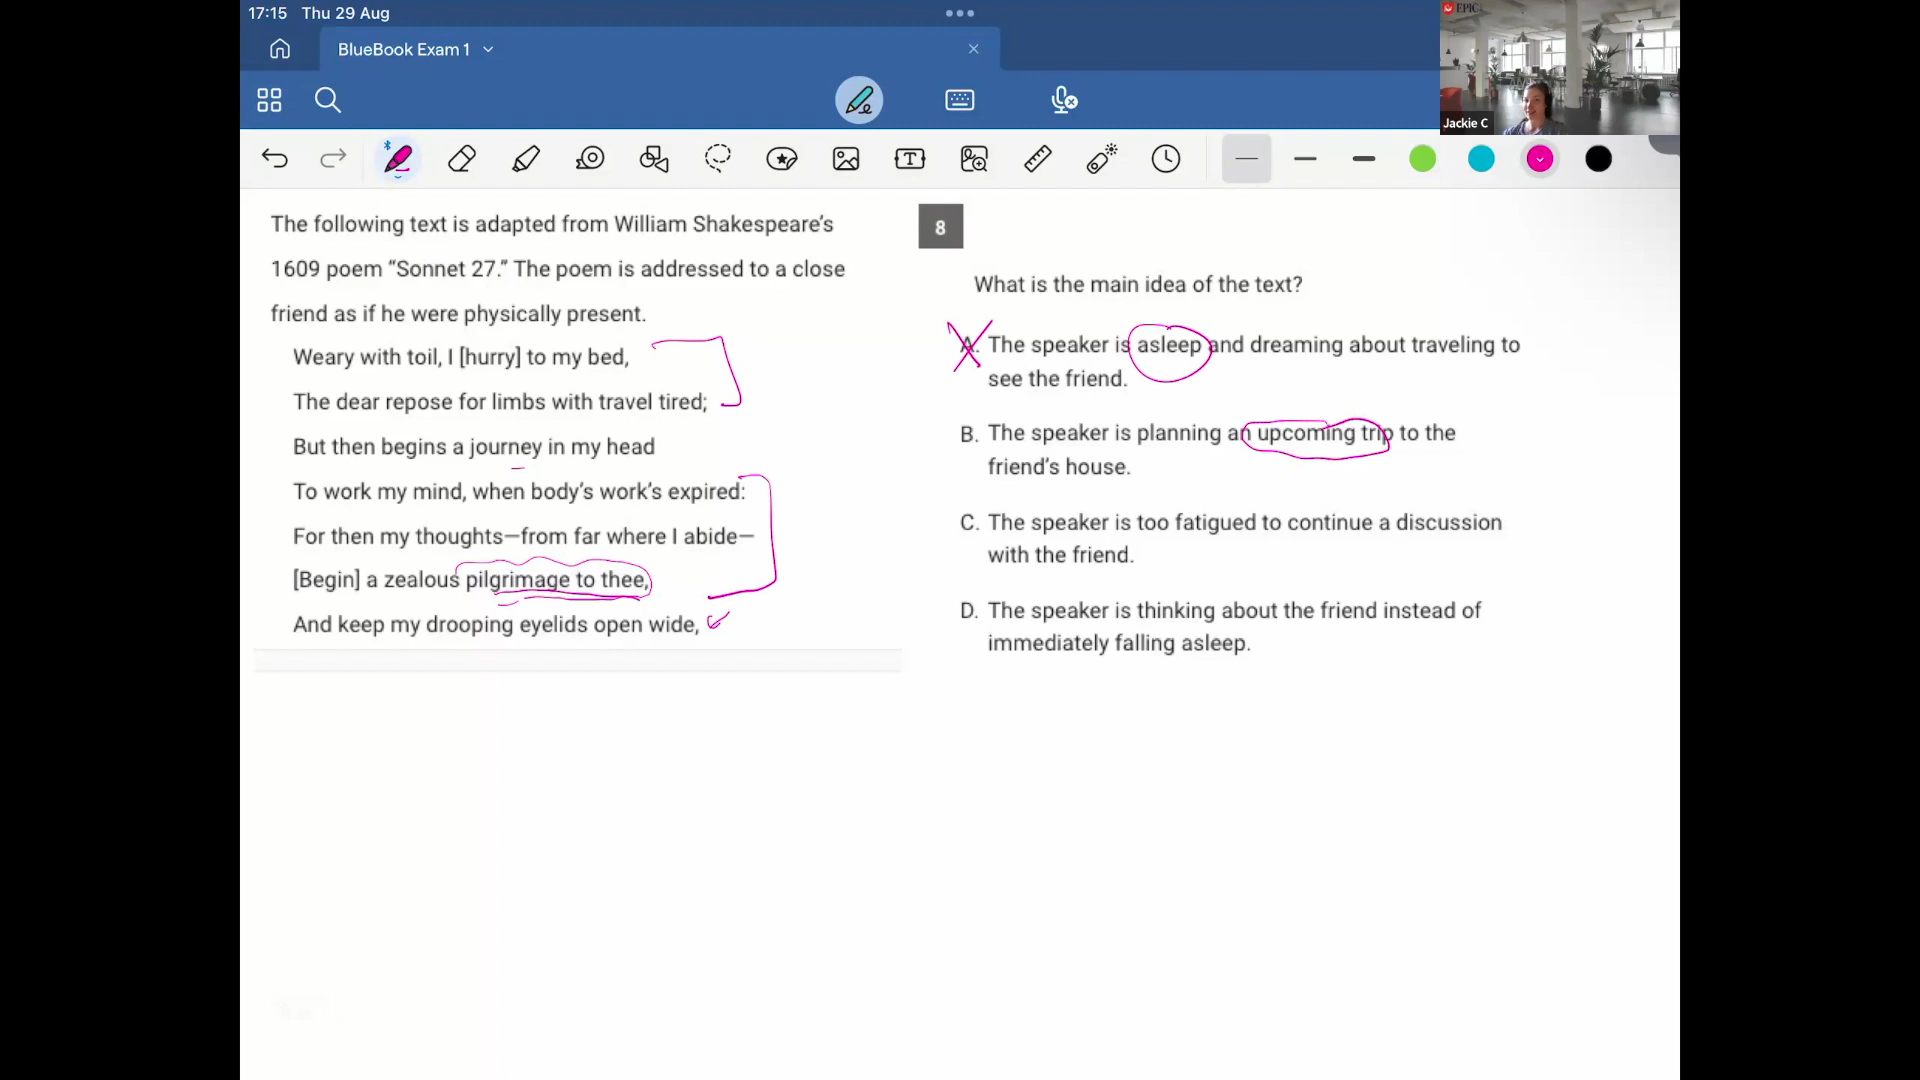 17:15 Thu 29 Aug
BlueBook Exam 1
EPIC
Jackie C
The following text is adapted from William Shakespeare's
1609 poem “Sonnet 27.” The poem is addressed to a close
friend as if he were physically present.
Weary with toil, I [hurry] to my bed,
The dear repose for limbs with travel tired;
But then begins a journey in my head
To work my mind, when body's work's expired:
For then my thoughts—from far where I abide—
[Begin] a zealous pilgrimage to thee,
And keep my drooping eyelids open wide,
8
What is the main idea of the text?
A. The speaker is asleep and dreaming about traveling to
see the friend.
B. The speaker is planning an upcoming trip to the
friend's house.
C. The speaker is too fatigued to continue a discussion
with the friend.
D. The speaker is thinking about the friend instead of
immediately falling asleep.